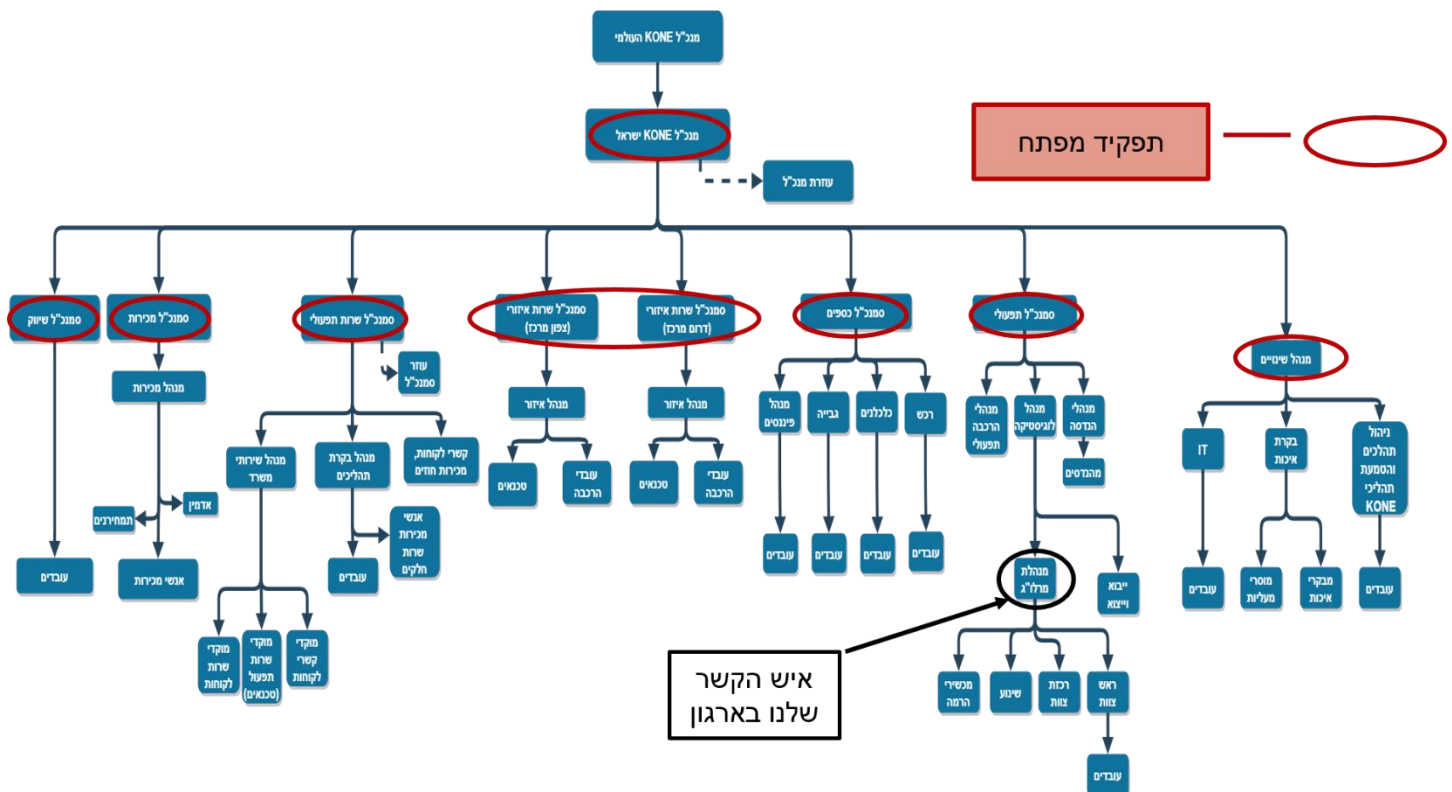 מנכ"ל KONE העולמי
מנכ"ל KONE ישראל
תפקיד מפתח
עוזרת מנכ"ל
סמנכ"ל שיווק
סמנכ"ל מכירות
סמנכ"ל שרות תפעולי
סמנכ"ל שרות איזורי
(צפון מרכז)
סמנכ"ל שרות איזורי
(דרום מרכז)
סמנכ"ל כספים
סמנכ"ל תפעולי
מנהל שינויים
עוזר
סמנכ"ל
מנהל מכירות
מנהל איזור
מנהל איזור
מנהל
פיננסים
גבייה
כלכלנים
רכש
מנהלי
הרכבה
תפעולי
מנהל
לוגיסטיקה
מנהלי
הנדסה
מהנדסים
IT
בקרת
איכות
ניהול
תהלכים
והטמעת
תהליכי
KONE
מנהל שירותי
משרד
מנהל בקרת
תהליכים
קשרי לקוחות,
מכירות חוזים
טכנאים
עובדי
הרכבה
טכנאים
עובדי
הרכבה
אדמין
תמחירנים
אנשי מכירות
עובדים
עובדים
אנשי
מכירות
שרות
חלקים
עובדים
עובדים
עובדים
עובדים
מנהלת
מרלו"ג
ייבוא
וייצוא
עובדים
מוסרי
מעליות
מבקרי
איכות
עובדים
מוקדי
שרות
לקוחות
מוקדי
שרות
תפעול
(טכנאים)
מוקדי
קשרי
לקוחות
איש הקשר
שלנו בארגון
מכשירי
הרמה
שינוע
רכזת
צוות
ראש
צוות
עובדים